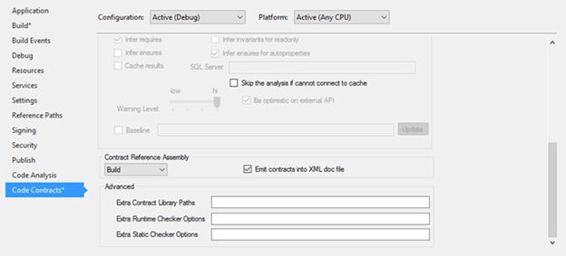 Application
Build*
Build Events
Debug
Resources
Services
Settings
Reference Paths
Signing
Security
Publish
Code Analysis
Code Contracts*
Configuration: Active (Debug) Platform: Active (Any CPU)
Infer requires Infer invariants for readonly
Infer ensures Infer ensures for autoproperties
Cache results SQL Server
Skip the analysis if cannot connect to cache
low hi
Warning Level: Be optimistic on external API
Baseline Update
Contract Reference Assembly
Build Emit contracts into XML doc file
Advanced
Extra Contract Library Paths
Extra Runtime Checker Options
Extra Static Checker Options